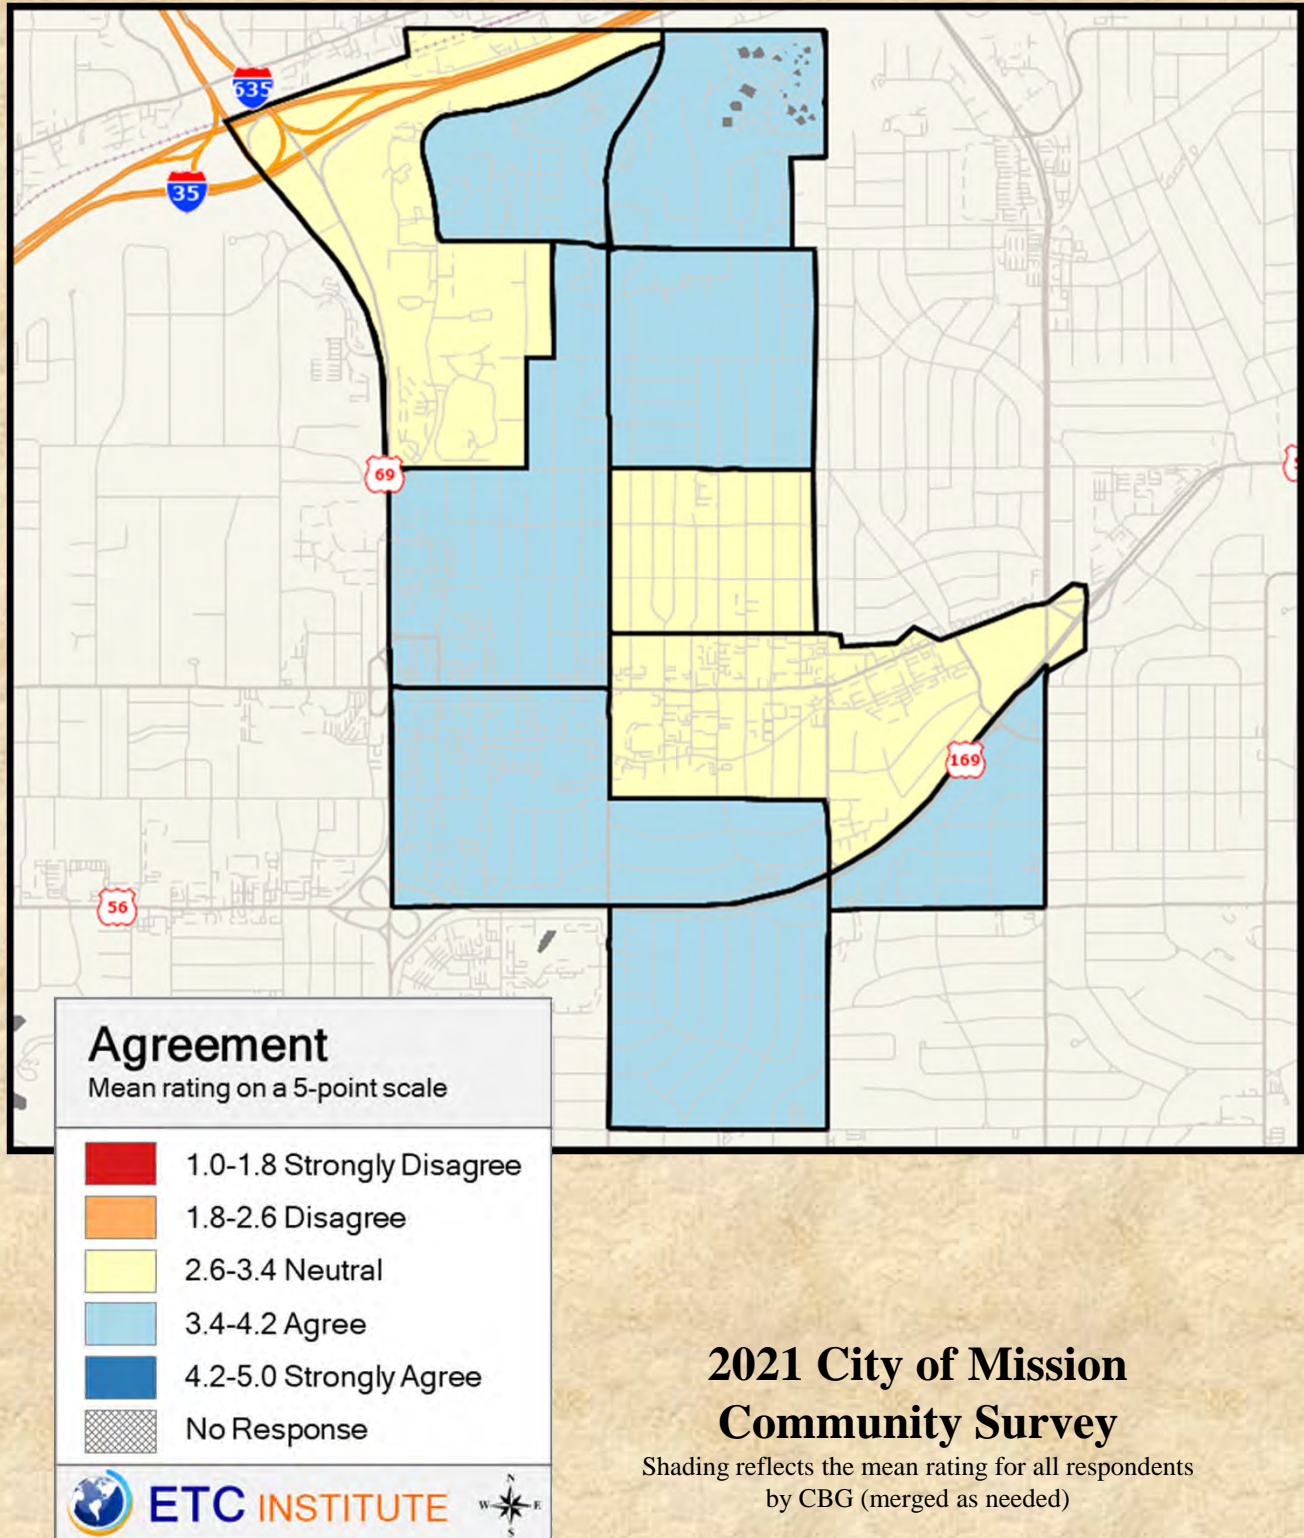 635
35
69
169
56
Agreement
Mean rating on a 5-point scale
1.0-1.8 Strongly Disagree
1.8-2.6 Disagree
2.6-3.4 Neutral
3.4-4.2 Agree
4.2-5.0 Strongly Agree
No Response
ETC INSTITUTE
N
W E
S
2021 City of Mission
Community Survey
Shading reflects the mean rating for all respondents
by CBG (merged as needed)